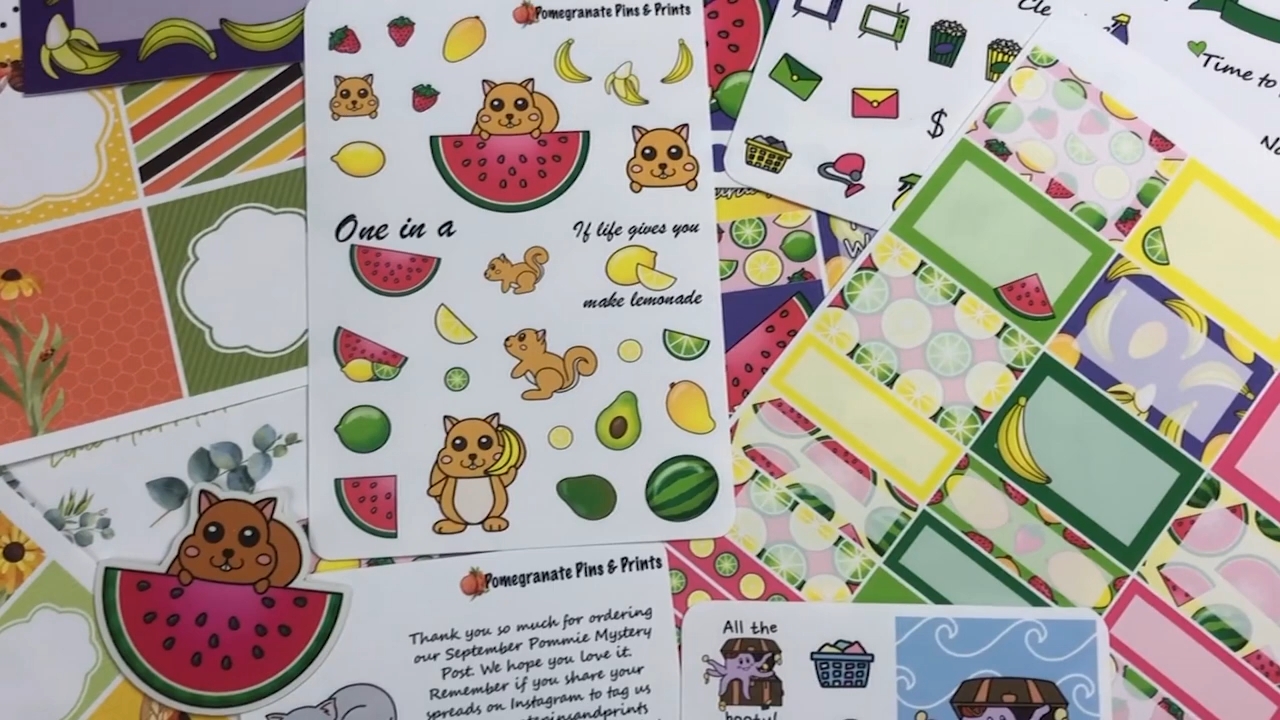 Pomegranate Pins & Prints
One in a
If life gives you
make lemonade
$
Time to
Pomegranate Pins & Prints
Thank you so much for ordering
our September Pommie Mystery
Post. We hope you love it.
Remember if you share your
spreads on Instagram to tag us
All the
booty!